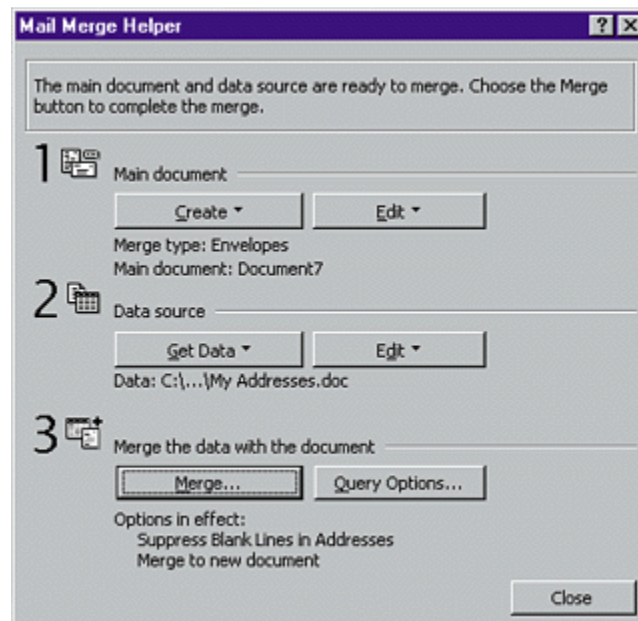 Mail Merge Helper
The main document and data source are ready to merge. Choose the Merge
button to complete the merge.
1 Main document
Create Edit
Merge type: Envelopes
Main document: Document7
2 Data source
Get Data Edit
Data: C:\...\My Addresses.doc
3 Merge the data with the document
Merge... Query Options...
Options in effect:
Suppress Blank Lines in Addresses
Merge to new document
Close